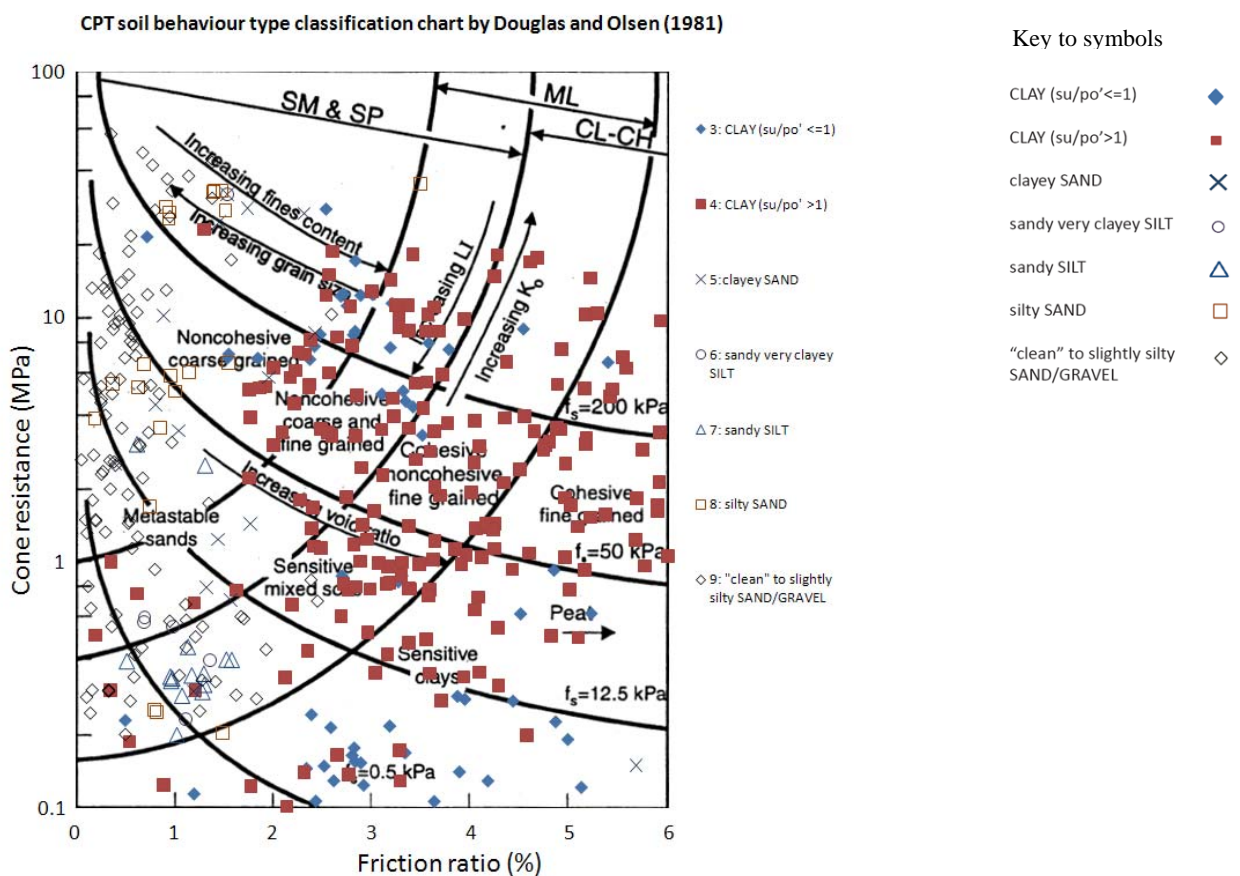 CPT soil behaviour type classification chart by Douglas and Olsen (1981)
Cone resistance (MPa)
100
10
1
0.1
SM & SP
ML
CL-CH
Increasing fines content
Increasing grain size
Increasing LI
Increasing K₀
Noncohesive
coarse grained
Noncohesive
coarse and
fine grained
Cohesive
noncohesive
fine grained
Cohesive
fine grained
fs=200 kPa
Increasing void ratio
Metastable
sands
fs=50 kPa
Sensitive
mixed soils
Peat
Sensitive
clays
fs=12.5 kPa
=0.5 kPa
0 1 2 3 4 5 6
Friction ratio (%)
3: CLAY (su/po' <=1)
4: CLAY (su/po' >1)
5:clayey SAND
6: sandy very clayey
SILT
7: sandy SILT
8: silty SAND
9: "clean" to slightly
silty SAND/GRAVEL
Key to symbols
CLAY (su/po'<=1)
CLAY (su/po'>1)
clayey SAND
sandy very clayey SILT
sandy SILT
silty SAND
“clean” to slightly silty
SAND/GRAVEL